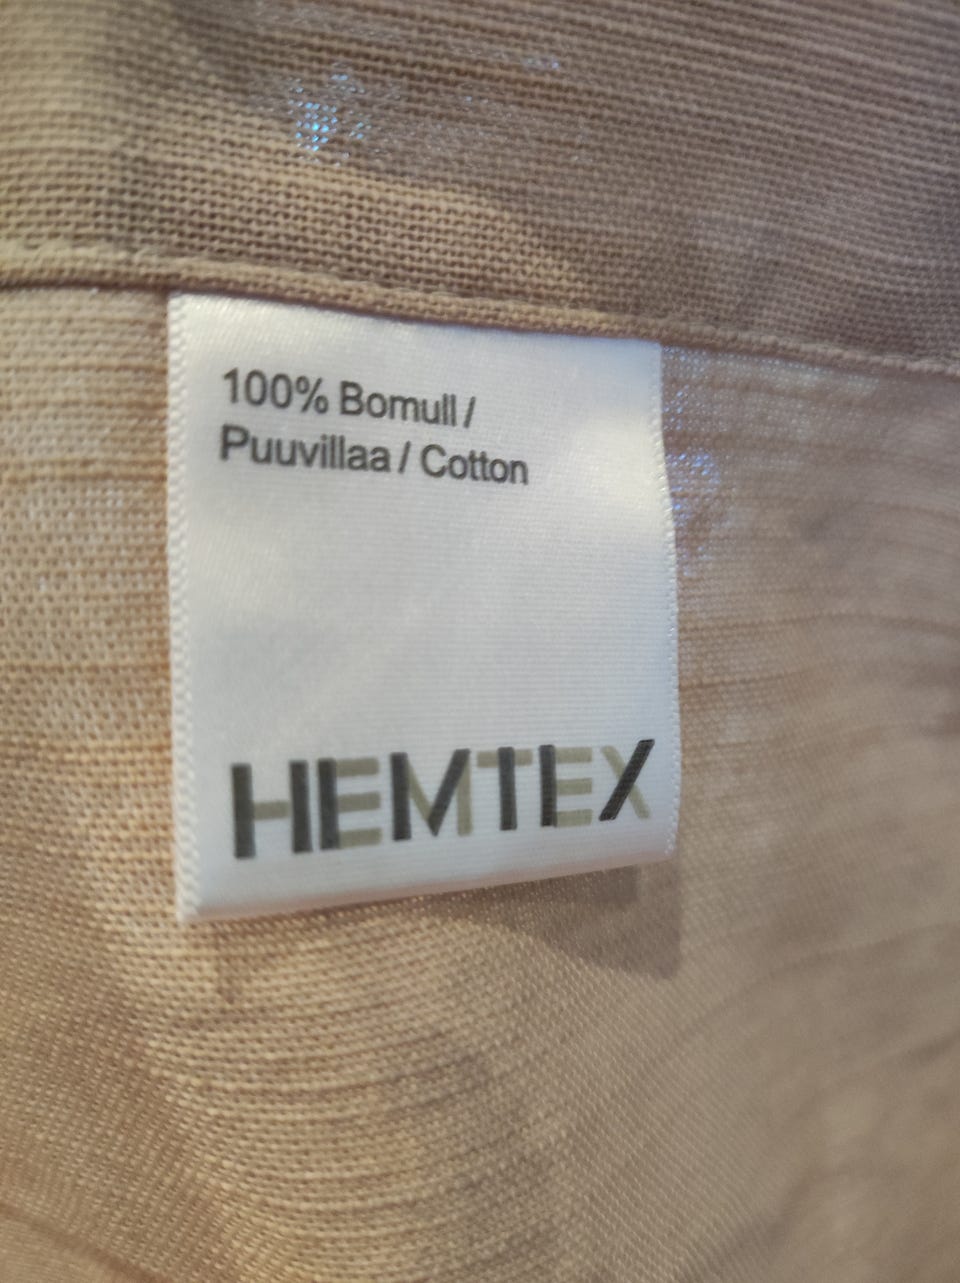 100% Bomull /
Puuvillaa / Cotton
HEMTEX